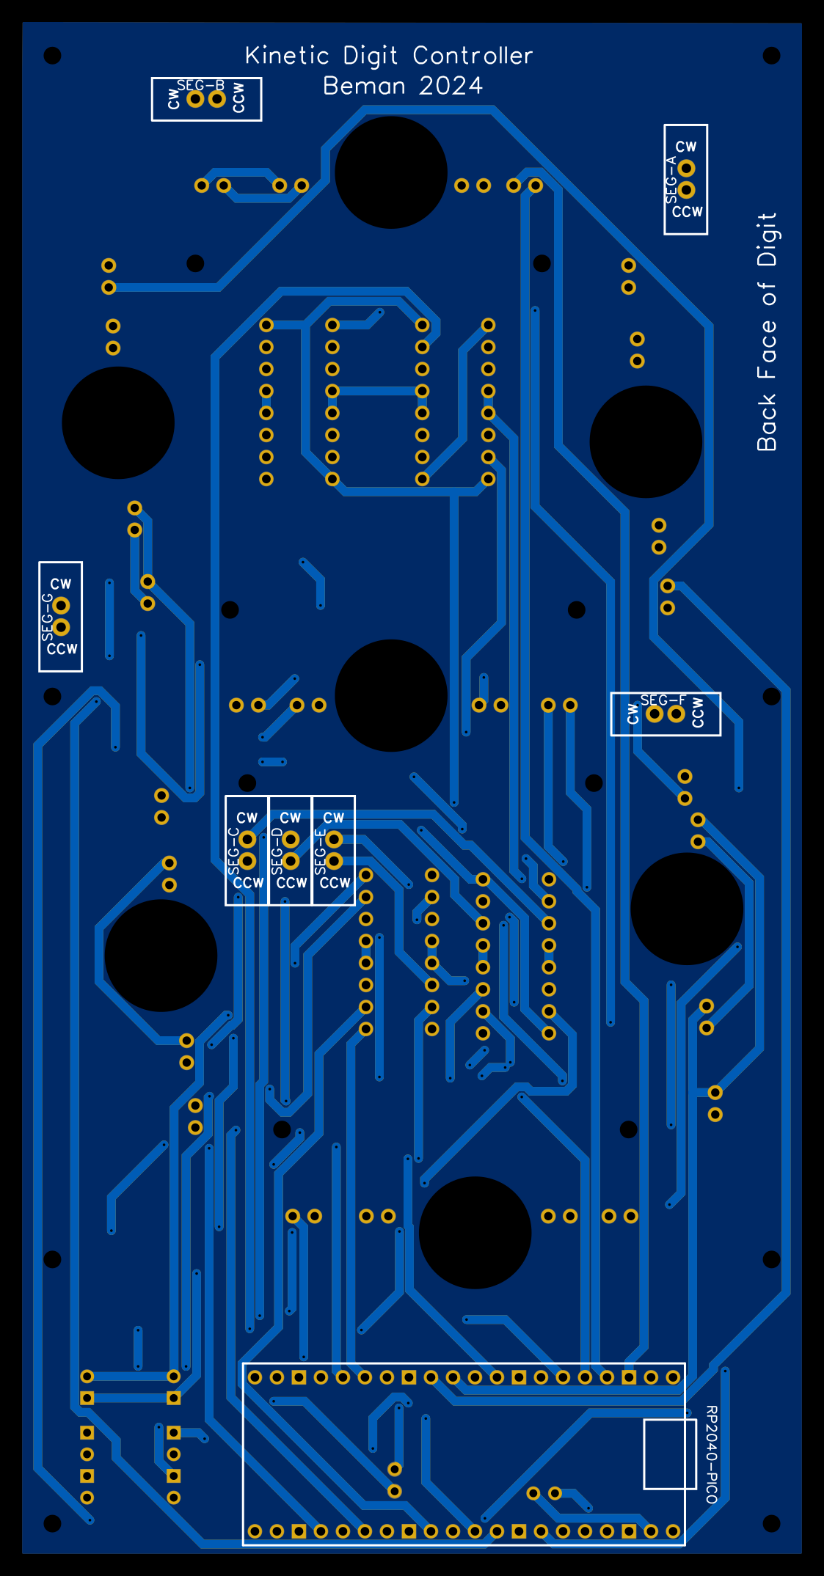 Kinetic Digit Controller
Beman 2024
SEG-B
CW
CCW
CW
SEG-A
CCW
Back Face of Digit
CW
SEG-G
CCW
SEG-F
CW
CCW
CW
SEG-C
CCW
CW
SEG-D
CCW
CW
SEG-E
CCW
RP2040-PICO